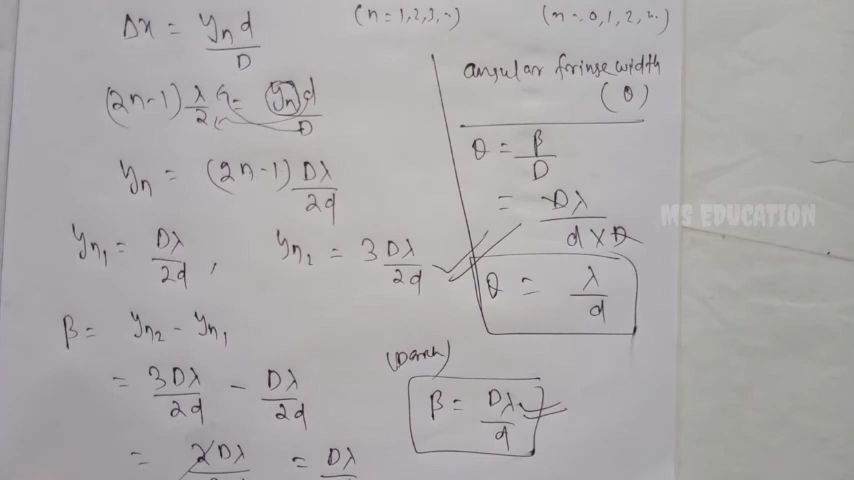 Δx = yn d / D
(n = 1,2,3,..)
(n = 0,1,2,..)
(2n-1) λ/2 = yn d / D
yn = (2n-1) Dλ/2d
yn1 = Dλ/2d , yn2 = 3Dλ/2d
β = yn2 - yn1
= 3Dλ/2d - Dλ/2d
= 2Dλ = Dλ
angular fringe width
(θ)
θ = β/D
= Dλ / d×D
θ = λ/d
(Dark)
β = Dλ/d
MS EDUCATION